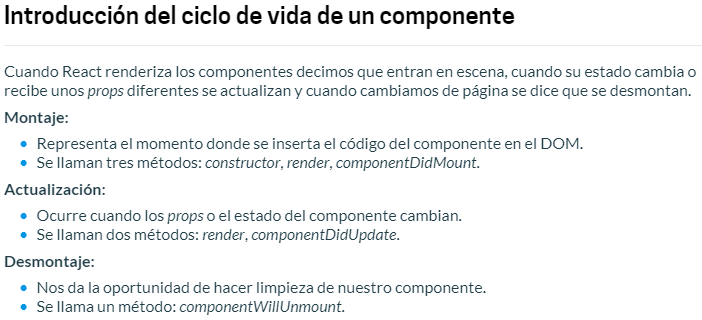 Introducción del ciclo de vida de un componente
Cuando React renderiza los componentes decimos que entran en escena, cuando su estado cambia o
recibe unos props diferentes se actualizan y cuando cambiamos de página se dice que se desmontan.
Montaje:
• Representa el momento donde se inserta el código del componente en el DOM.
• Se llaman tres métodos: constructor, render, componentDidMount.
Actualización:
• Ocurre cuando los props o el estado del componente cambian.
• Se llaman dos métodos: render, componentDidUpdate.
Desmontaje:
• Nos da la oportunidad de hacer limpieza de nuestro componente.
• Se llama un método: componentWillUnmount.